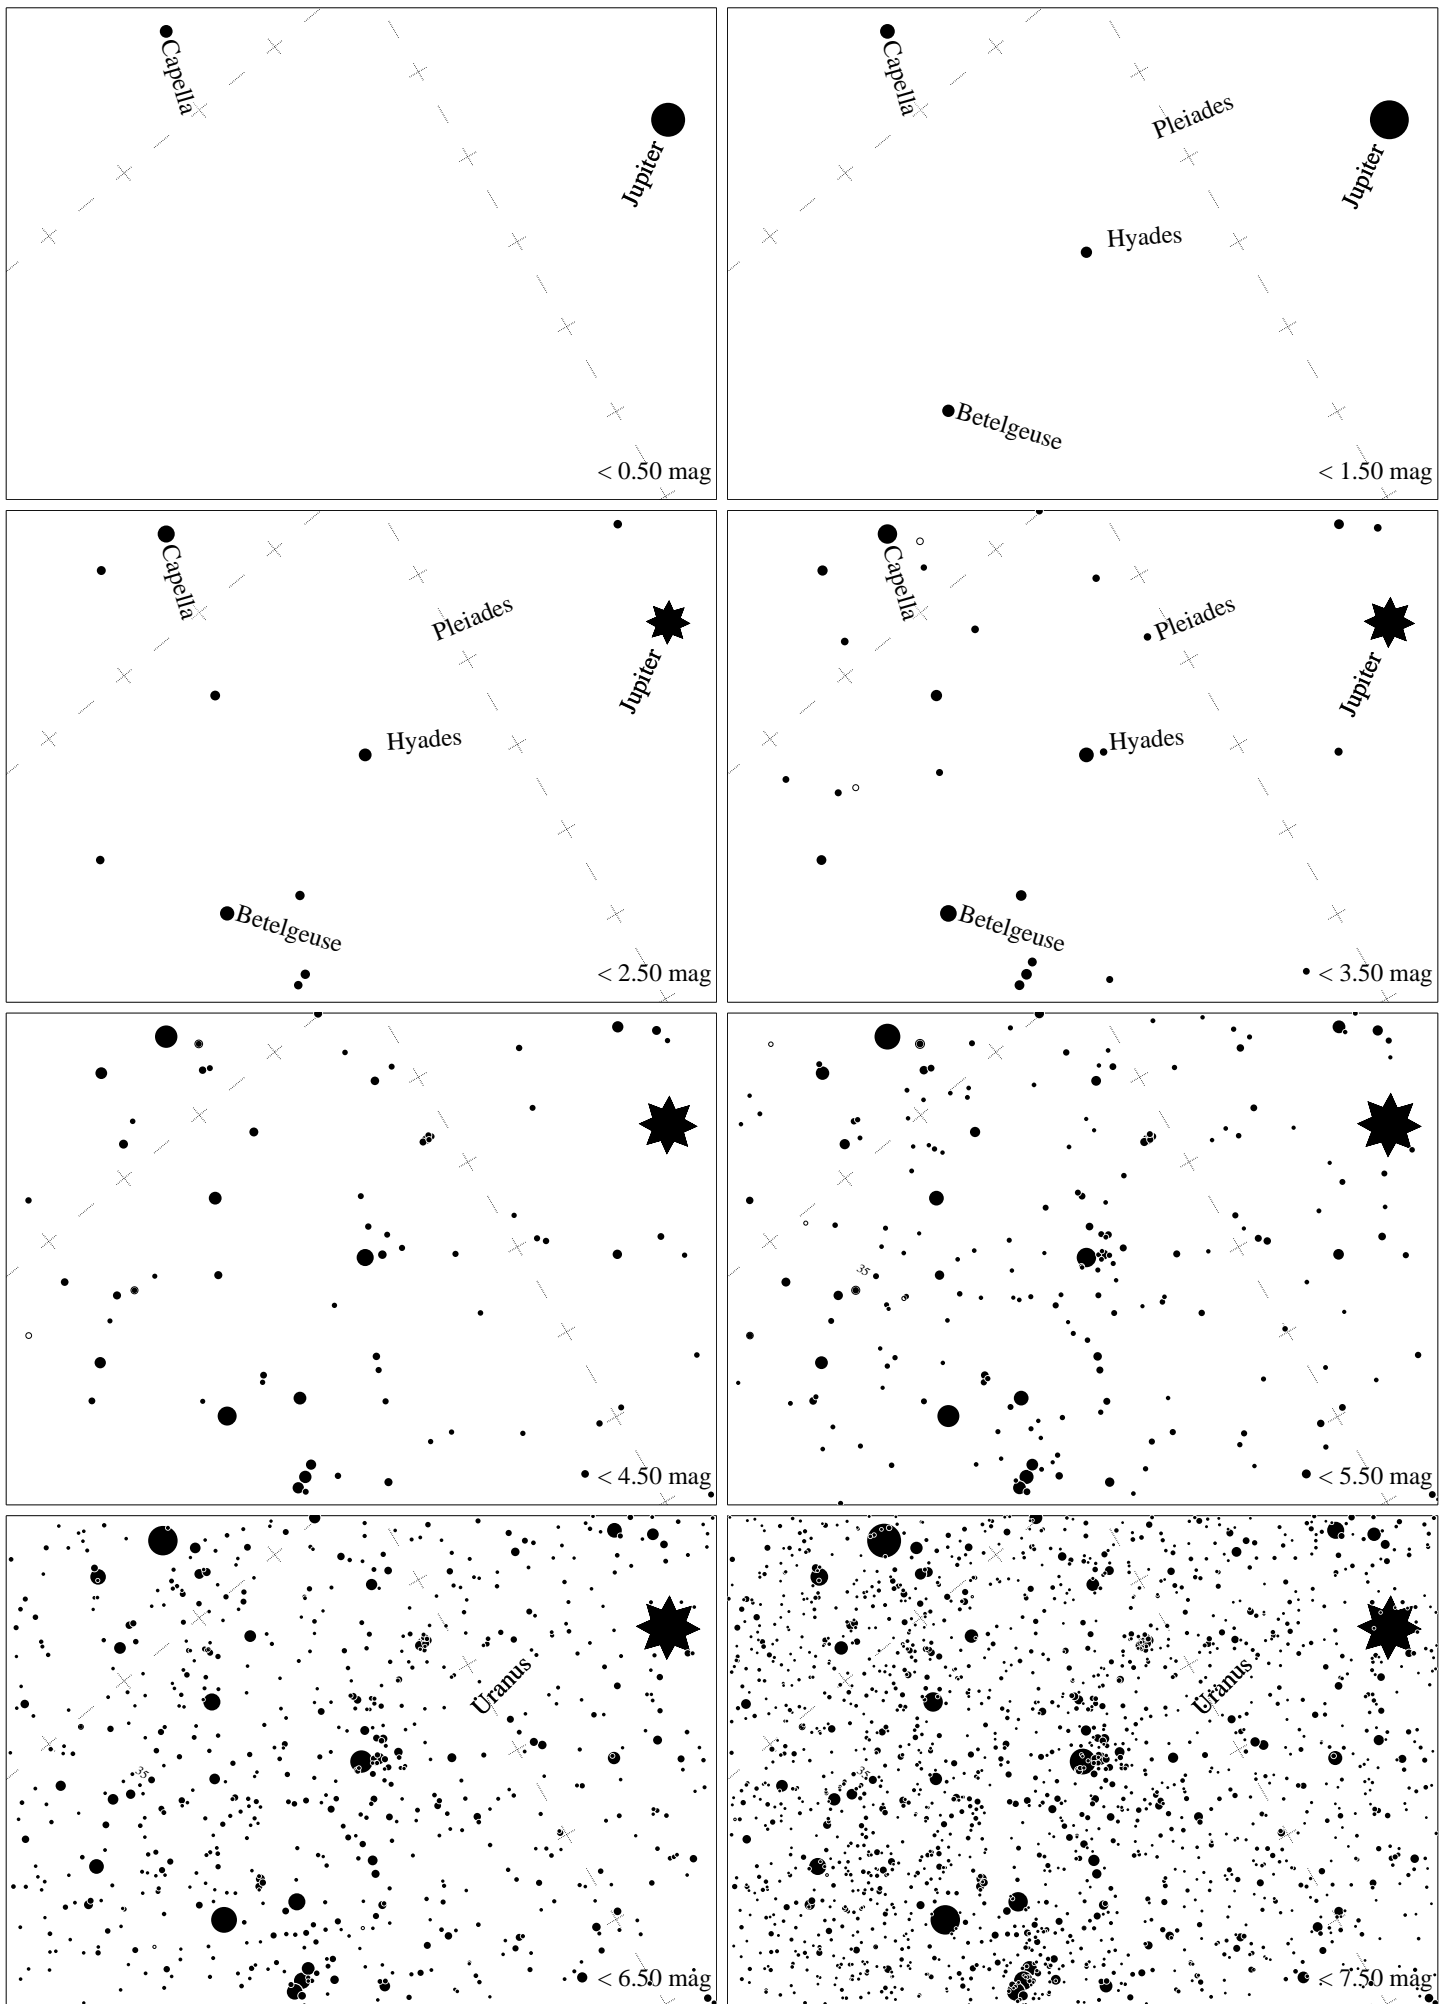 Capella
Jupiter
< 0.50 mag
Capella
Pleiades
Jupiter
Hyades
Betelgeuse
< 1.50 mag
Capella
Pleiades
Jupiter
Hyades
Betelgeuse
< 2.50 mag
Capella
Pleiades
Jupiter
Hyades
Betelgeuse
< 3.50 mag
< 4.50 mag
35
< 5.50 mag
Uranus
35
< 6.50 mag
Uranus
35
< 7.50 mag